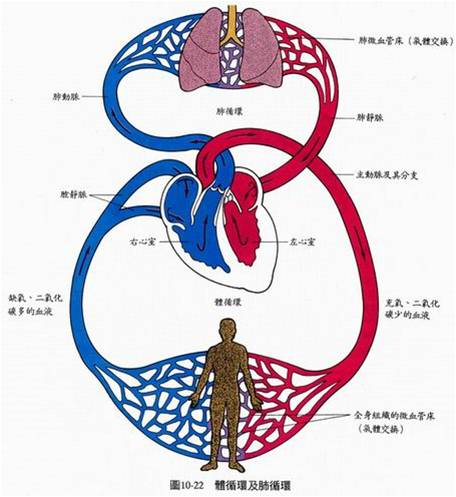 肺微血管床（氣體交換）
肺動脈
肺循環
肺靜脈
主動脈及其分支
腔靜脈
右心室
左心室
體循環
缺氧、二氧化
碳多的血液
充氧、二氧化
碳少的血液
全身組織的微血管床
（氣體交換）
圖10-22 體循環及肺循環